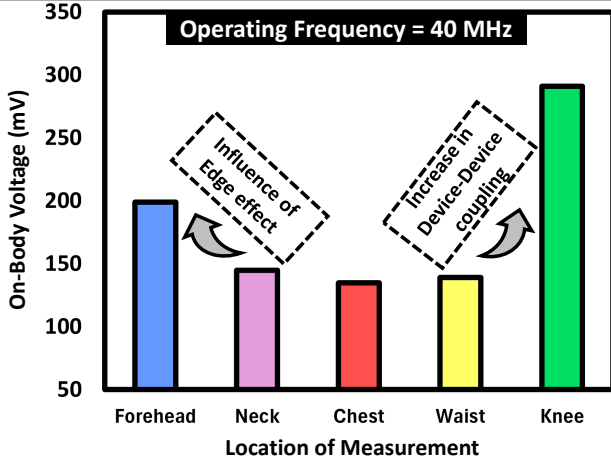 Operating Frequency = 40 MHz
On-Body Voltage (mV)
350
300
250
200
150
100
50
Influence of
Edge effect
Increase in
Device-Device
coupling
Forehead
Neck
Chest
Waist
Knee
Location of Measurement